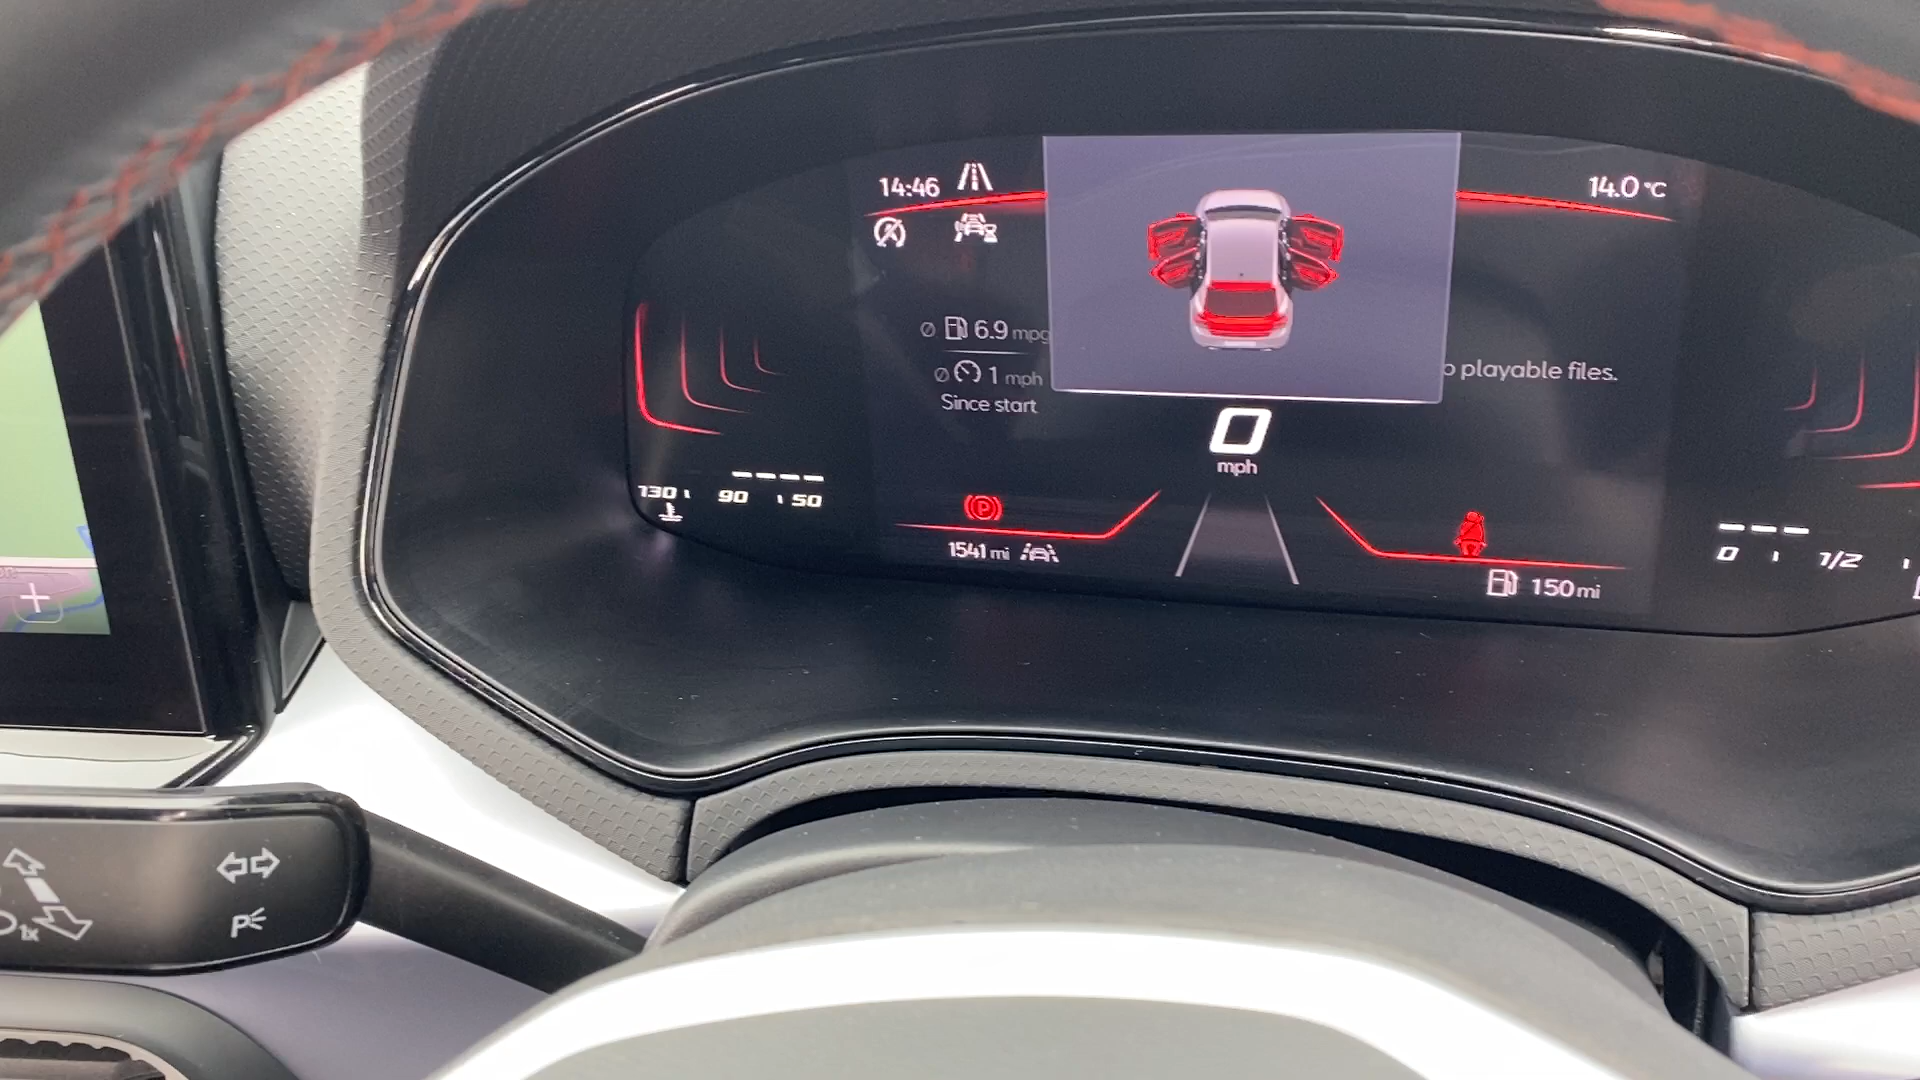 14:46
14.0 °C
6.9 mpg
1 mph
Since start
playable files.
0
mph
130 90 50
P
1541 mi
150 mi
0 1/2
+
1x
P